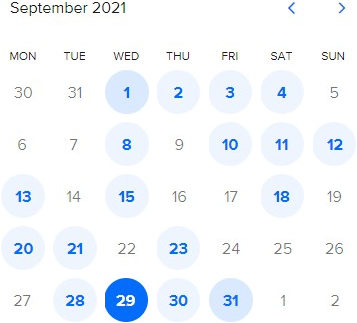 September 2021
MON TUE WED THU FRI SAT SUN
30 31 1 2 3 4 5
6 7 8 9 10 11 12
13 14 15 16 17 18 19
20 21 22 23 24 25 26
27 28 29 30 31 1 2